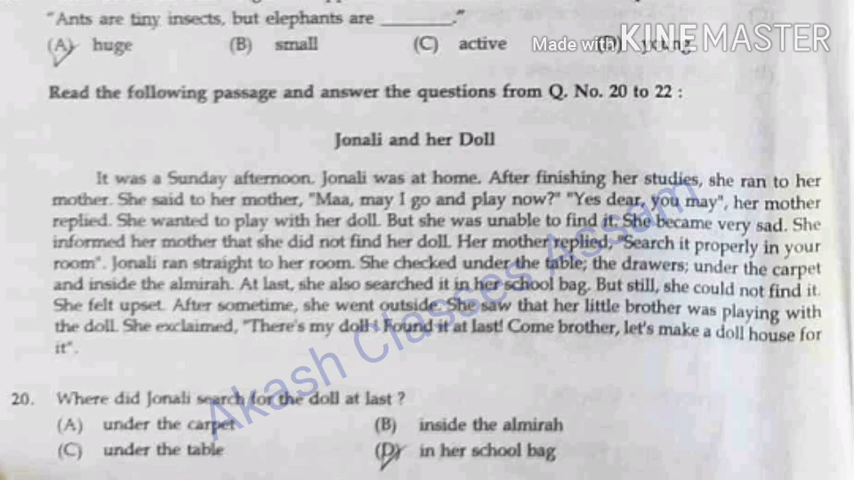 "Ants are tiny insects, but elephants are ________."
(A) huge (B) small (C) active (D) young
Made with KINEMASTER
Read the following passage and answer the questions from Q. No. 20 to 22 :
Jonali and her Doll
It was a Sunday afternoon. Jonali was at home. After finishing her studies, she ran to her
mother. She said to her mother, "Maa, may I go and play now?" "Yes dear, you may", her mother
replied. She wanted to play with her doll. But she was unable to find it. She became very sad. She
informed her mother that she did not find her doll. Her mother replied, "Search it properly in your
room". Jonali ran straight to her room. She checked under the table; the drawers; under the carpet
and inside the almirah. At last, she also searched it in her school bag. But still, she could not find it.
She felt upset. After sometime, she went outside. She saw that her little brother was playing with
the doll. She exclaimed, "There's my doll ! Found it at last! Come brother, let's make a doll house for
it".
Akash Classes Assam
20. Where did Jonali search for the doll at last ?
(A) under the carpet (B) inside the almirah
(C) under the table (D) in her school bag